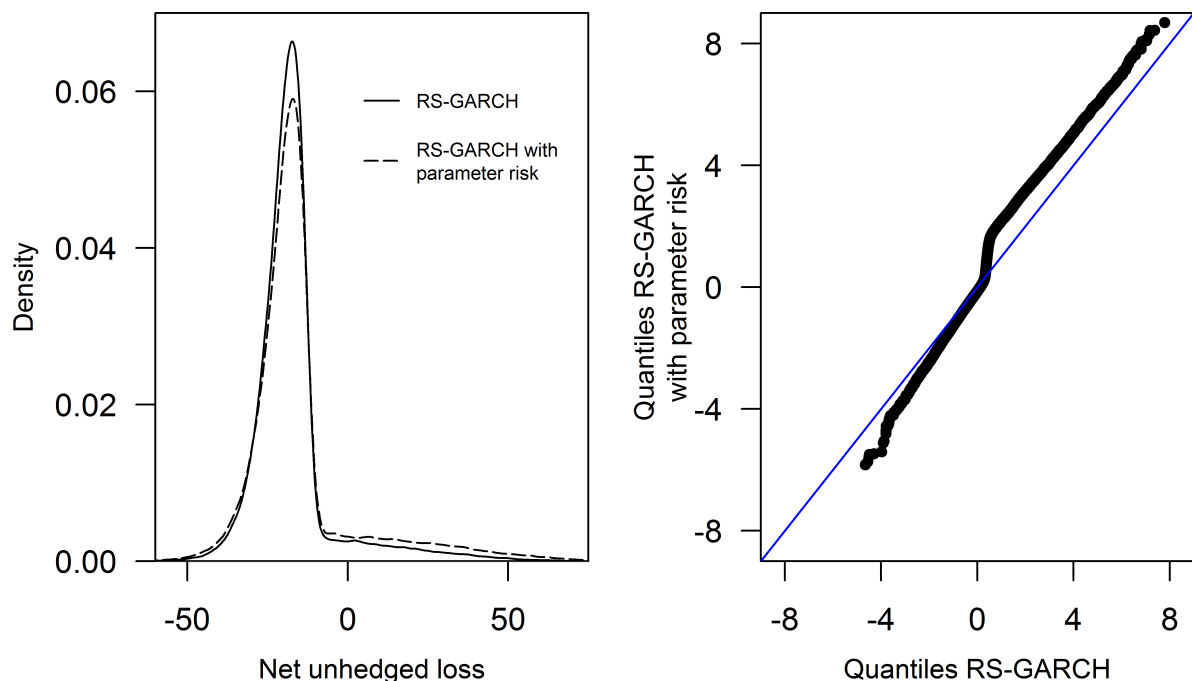 Density
0.06
0.04
0.02
0.00
-50
0
50
Net unhedged loss
RS-GARCH
RS-GARCH with
parameter risk
Quantiles RS-GARCH
with parameter risk
8
4
0
-4
-8
-8
-4
0
4
8
Quantiles RS-GARCH